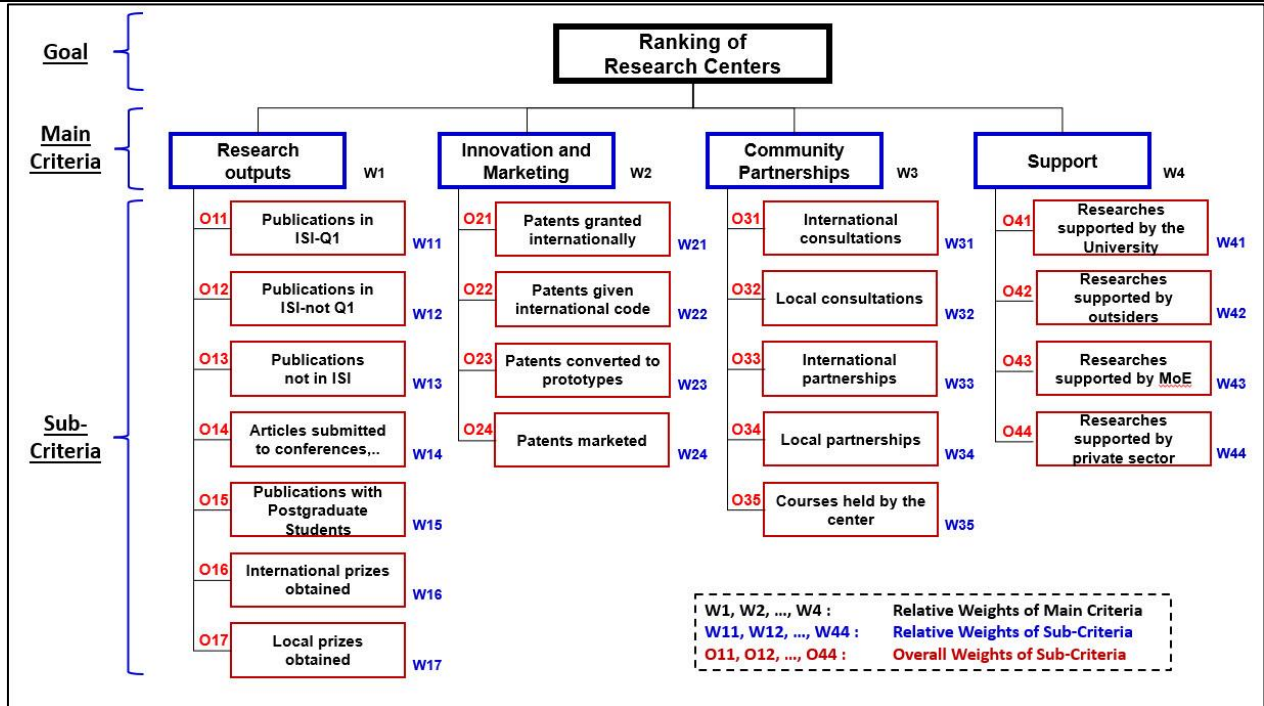 Goal
Ranking of
Research Centers
Main
Criteria
Research
outputs
W1
Innovation and
Marketing
W2
Community
Partnerships
W3
Support
W4
Sub-
Criteria
O11
Publications in
ISI-Q1
W11
O12
Publications in
ISI-not Q1
W12
O13
Publications
not in ISI
W13
O14
Articles submitted
to conferences,..
W14
O15
Publications with
Postgraduate
Students
W15
O16
International prizes
obtained
W16
O17
Local prizes
obtained
W17
O21
Patents granted
internationally
W21
O22
Patents given
international code
W22
O23
Patents converted to
prototypes
W23
O24
Patents marketed
W24
O31
International
consultations
W31
O32
Local consultations
W32
O33
International
partnerships
W33
O34
Local partnerships
W34
O35
Courses held by the
center
W35
O41
Researches
supported by the
University
W41
O42
Researches
supported by
outsiders
W42
O43
Researches
supported by MoE
W43
O44
Researches
supported by
private sector
W44
W1, W2, ..., W4 : Relative Weights of Main Criteria
W11, W12, ..., W44 : Relative Weights of Sub-Criteria
O11, O12, ..., O44 : Overall Weights of Sub-Criteria